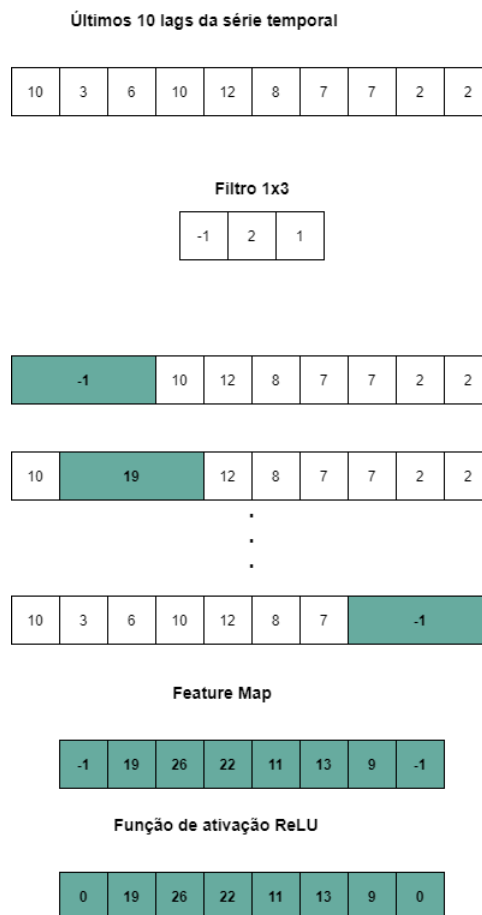 Últimos 10 lags da série temporal
10 3 6 10 12 8 7 7 2 2
Filtro 1x3
-1 2 1
-1 10 12 8 7 7 2 2
10 19 12 8 7 7 2 2
.
.
.
10 3 6 10 12 8 7 -1
Feature Map
-1 19 26 22 11 13 9 -1
Função de ativação ReLU
0 19 26 22 11 13 9 0